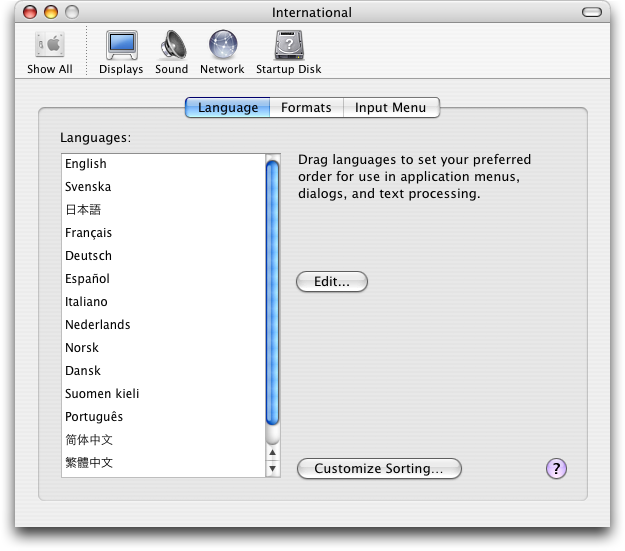 International
Show All
Displays
Sound
Network
Startup Disk
Language
Formats
Input Menu
Languages:
English
Svenska
日本語
Français
Deutsch
Español
Italiano
Nederlands
Norsk
Dansk
Suomen kieli
Português
简体中文
繁體中文
Drag languages to set your preferred
order for use in application menus,
dialogs, and text processing.
Edit...
Customize Sorting...
?